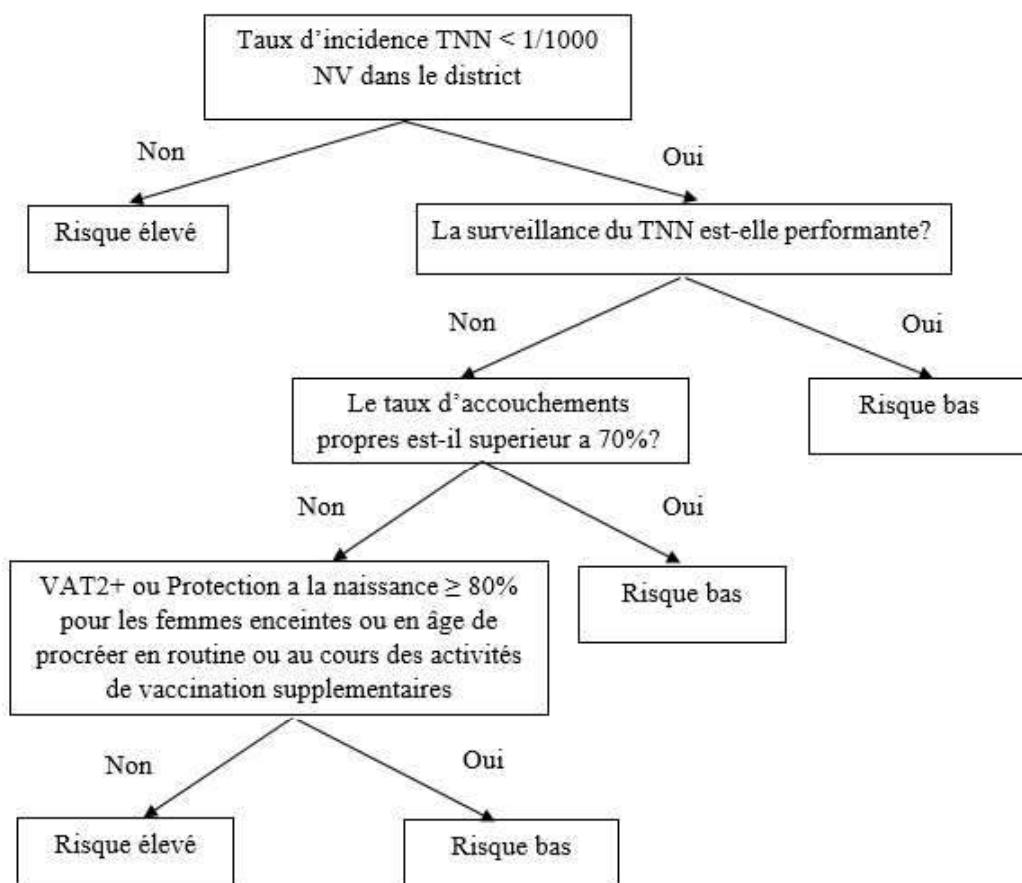 Taux d’incidence TNN < 1/1000
NV dans le district
Non
Oui
Risque élevé
La surveillance du TNN est-elle performante?
Non
Oui
Le taux d’accouchements
propres est-il superieur a 70%?
Risque bas
Non
Oui
VAT2+ ou Protection a la naissance ≥ 80%
pour les femmes enceintes ou en âge de
procréer en routine ou au cours des activités
de vaccination supplementaires
Risque bas
Non
Oui
Risque élevé
Risque bas